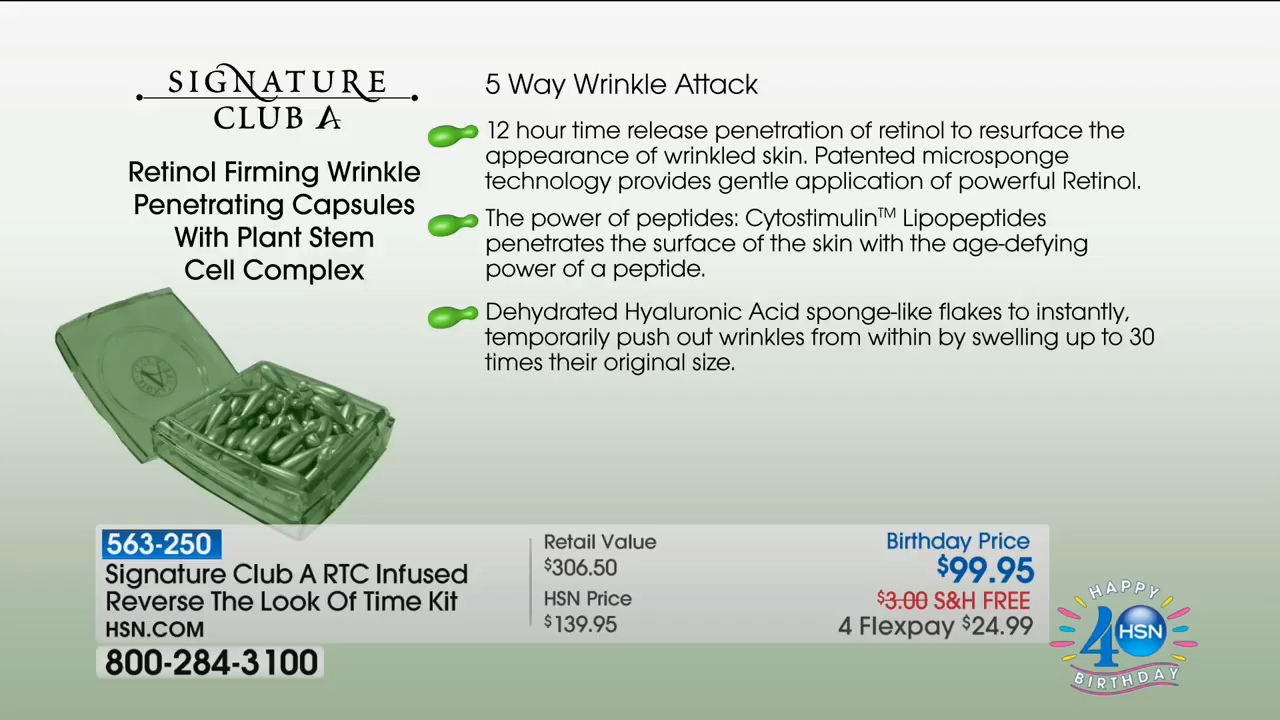 SIGNATURE
CLUB A
Retinol Firming Wrinkle
Penetrating Capsules
With Plant Stem
Cell Complex
5 Way Wrinkle Attack
12 hour time release penetration of retinol to resurface the
appearance of wrinkled skin. Patented microsponge
technology provides gentle application of powerful Retinol.
The power of peptides: Cytostimulin™ Lipopeptides
penetrates the surface of the skin with the age-defying
power of a peptide.
Dehydrated Hyaluronic Acid sponge-like flakes to instantly,
temporarily push out wrinkles from within by swelling up to 30
times their original size.
563-250
Signature Club A RTC Infused
Reverse The Look Of Time Kit
HSN.COM
800-284-3100
Retail Value
$306.50
HSN Price
$139.95
Birthday Price
$99.95
$3.00 S&H FREE
4 Flexpay $24.99
HAPPY
40 HSN
BIRTHDAY